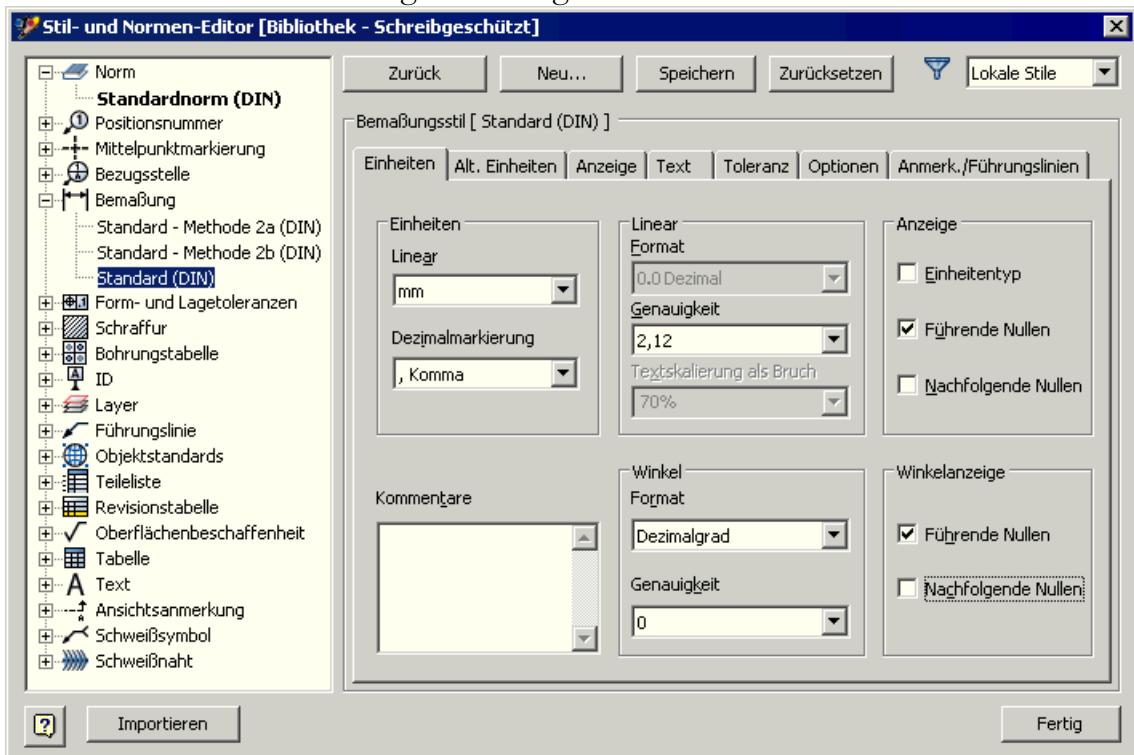 Stil- und Normen-Editor [Bibliothek - Schreibgeschützt]
Norm
Standardnorm (DIN)
Positionsnummer
Mittelpunktmarkierung
Bezugsstelle
Bemaßung
Standard - Methode 2a (DIN)
Standard - Methode 2b (DIN)
Standard (DIN)
Form- und Lagetoleranzen
Schraffur
Bohrungstabelle
ID
Layer
Führungslinie
Objektstandards
Teileliste
Revisionstabelle
Oberflächenbeschaffenheit
Tabelle
Text
Ansichtsanmerkung
Schweißsymbol
Schweißnaht
Zurück Neu... Speichern Zurücksetzen Lokale Stile
Bemaßungsstil [ Standard (DIN) ]
Einheiten Alt. Einheiten Anzeige Text Toleranz Optionen Anmerk./Führungslinien
Einheiten
Linear
mm
Dezimalmarkierung
, Komma
Linear
Format
0.0 Dezimal
Genauigkeit
2,12
Textskalierung als Bruch
70%
Anzeige
Einheitentyp
Führende Nullen
Nachfolgende Nullen
Kommentare
Winkel
Format
Dezimalgrad
Genauigkeit
0
Winkelanzeige
Führende Nullen
Nachfolgende Nullen
Importieren Fertig